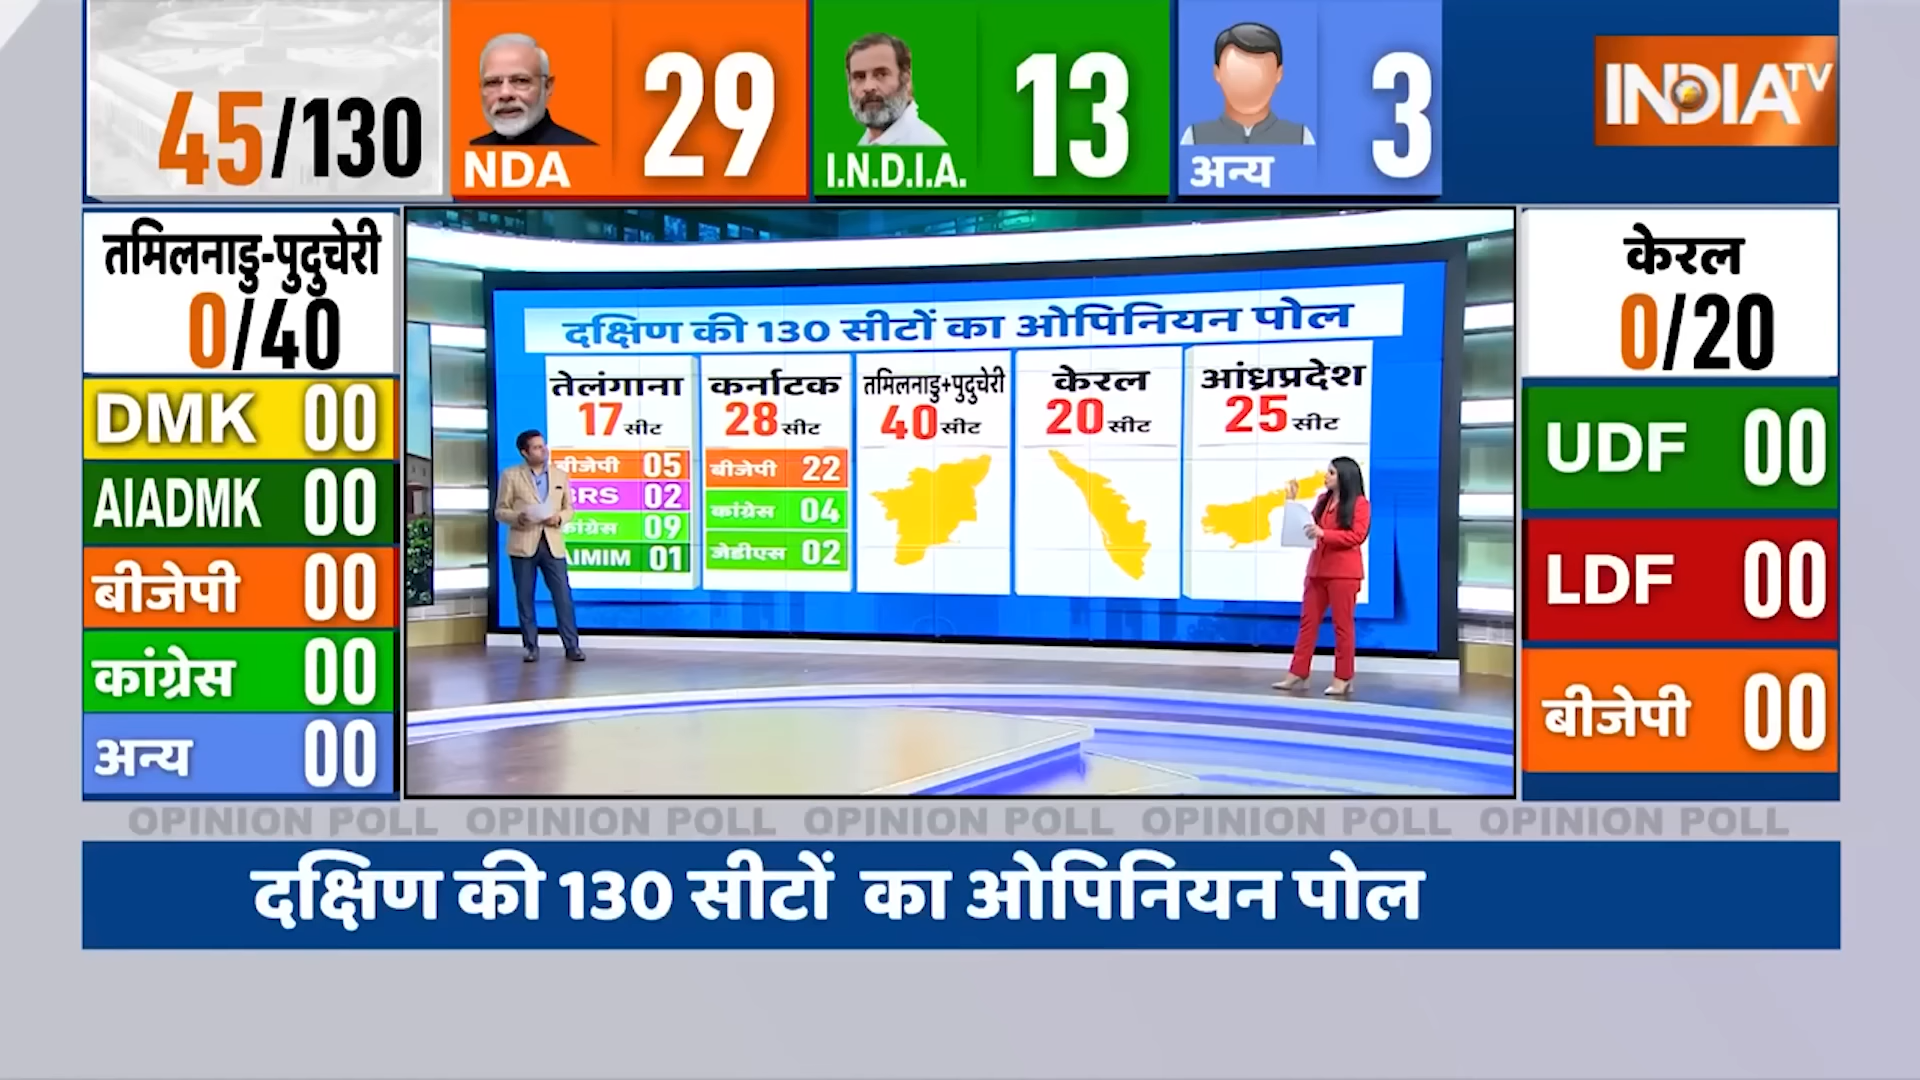 45/130
NDA 29
I.N.D.I.A. 13
अन्य 3
INDIA TV
तमिलनाडु-पुदुचेरी
0/40
DMK 00
AIADMK 00
बीजेपी 00
कांग्रेस 00
अन्य 00
दक्षिण की 130 सीटों का ओपिनियन पोल
तेलंगाना
17 सीट
बीजेपी 05
BRS 02
कांग्रेस 09
AIMIM 01
कर्नाटक
28 सीट
बीजेपी 22
कांग्रेस 04
जेडीएस 02
तमिलनाडु+पुदुचेरी
40 सीट
केरल
20 सीट
आंध्रप्रदेश
25 सीट
केरल
0/20
UDF 00
LDF 00
बीजेपी 00
OPINION POLL OPINION POLL OPINION POLL OPINION POLL OPINION POLL
दक्षिण की 130 सीटों का ओपिनियन पोल